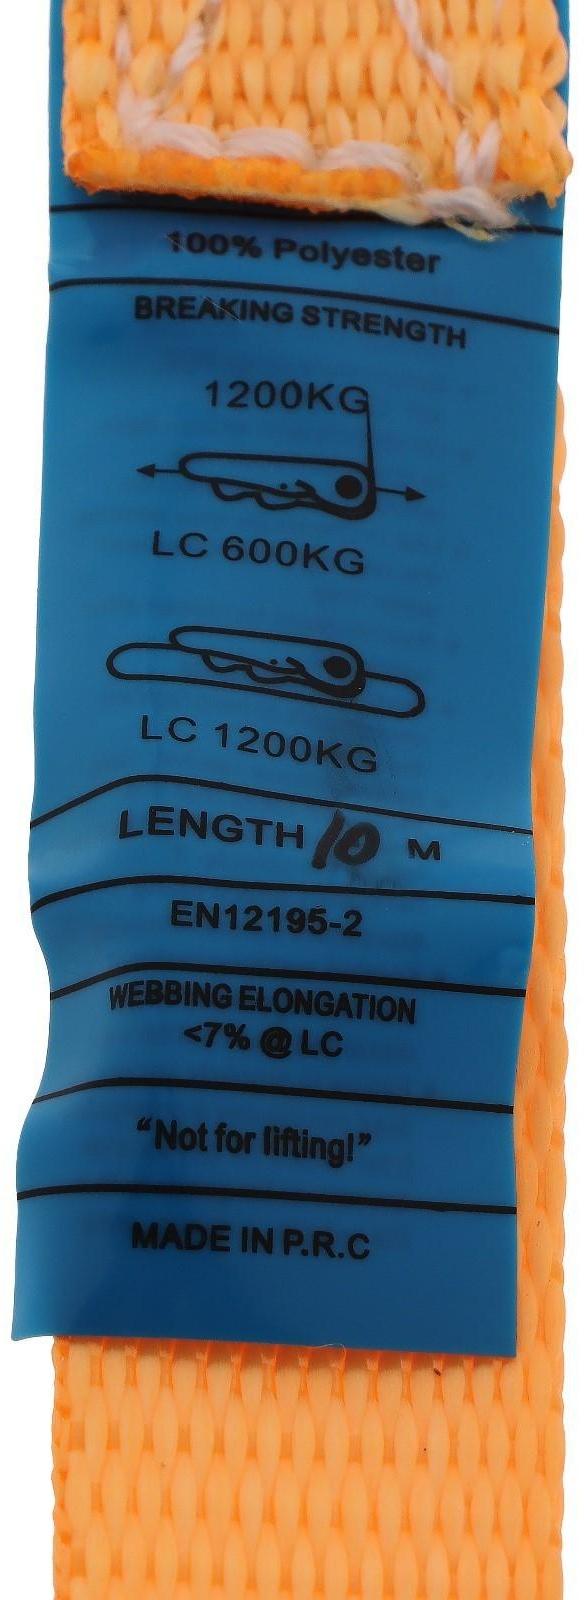 100% Polyester
BREAKING STRENGTH
1200KG
LC 600KG
LC 1200KG
LENGTH 10 M
EN12195-2
WEBBING ELONGATION
<7% @ LC
“Not for lifting!”
MADE IN P.R.C